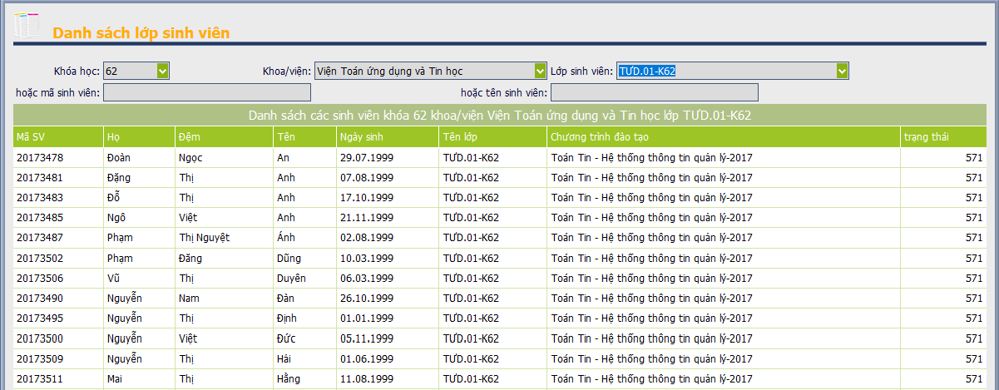 Danh sách lớp sinh viên
Khóa học: 62 Khoa/viện: Viện Toán ứng dụng và Tin học Lớp sinh viên: TƯD.01-K62
hoặc mã sinh viên: hoặc tên sinh viên:
Danh sách các sinh viên khóa 62 khoa/viện Viện Toán ứng dụng và Tin học lớp TƯD.01-K62
Mã SV Họ Đệm Tên Ngày sinh Tên lớp Chương trình đào tạo trạng thái
20173478 Đoàn Ngọc An 29.07.1999 TƯD.01-K62 Toán Tin - Hệ thống thông tin quản lý-2017 571
20173481 Đặng Thị Anh 07.08.1999 TƯD.01-K62 Toán Tin - Hệ thống thông tin quản lý-2017 571
20173483 Đỗ Thị Anh 17.10.1999 TƯD.01-K62 Toán Tin - Hệ thống thông tin quản lý-2017 571
20173485 Ngô Việt Anh 21.11.1999 TƯD.01-K62 Toán Tin - Hệ thống thông tin quản lý-2017 571
20173487 Phạm Thị Nguyệt Ánh 02.08.1999 TƯD.01-K62 Toán Tin - Hệ thống thông tin quản lý-2017 571
20173502 Phạm Đăng Dũng 10.03.1999 TƯD.01-K62 Toán Tin - Hệ thống thông tin quản lý-2017 571
20173506 Vũ Thị Duyên 06.03.1999 TƯD.01-K62 Toán Tin - Hệ thống thông tin quản lý-2017 571
20173490 Nguyễn Nam Đàn 26.10.1999 TƯD.01-K62 Toán Tin - Hệ thống thông tin quản lý-2017 571
20173495 Nguyễn Thị Định 01.01.1999 TƯD.01-K62 Toán Tin - Hệ thống thông tin quản lý-2017 571
20173500 Nguyễn Việt Đức 05.11.1999 TƯD.01-K62 Toán Tin - Hệ thống thông tin quản lý-2017 571
20173509 Nguyễn Thị Hải 01.06.1999 TƯD.01-K62 Toán Tin - Hệ thống thông tin quản lý-2017 571
20173511 Mai Thị Hằng 11.08.1999 TƯD.01-K62 Toán Tin - Hệ thống thông tin quản lý-2017 571